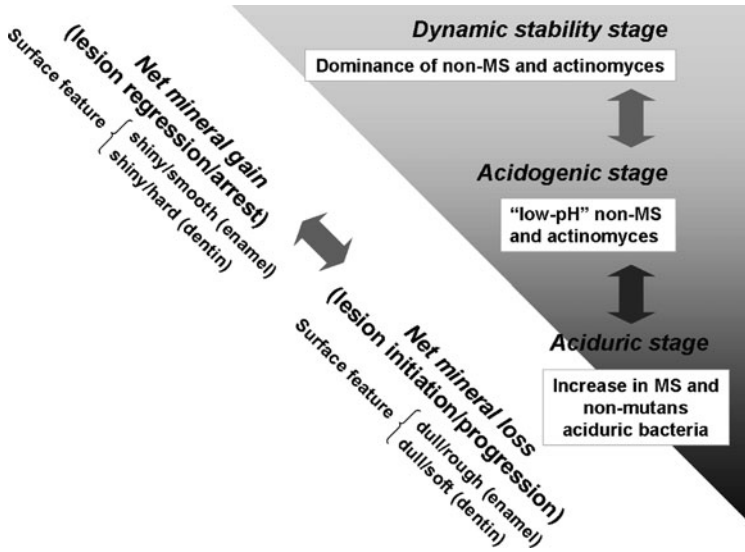 Dynamic stability stage
Dominance of non-MS and actinomyces
Acidogenic stage
“low-pH” non-MS
and actinomyces
Aciduric stage
Increase in MS and
non-mutans
aciduric bacteria
Net mineral gain
(lesion regression/arrest)
Surface feature
shiny/smooth (enamel)
shiny/hard (dentin)
Net mineral loss
(lesion initiation/progression)
Surface feature
dull/rough (enamel)
dull/soft (dentin)